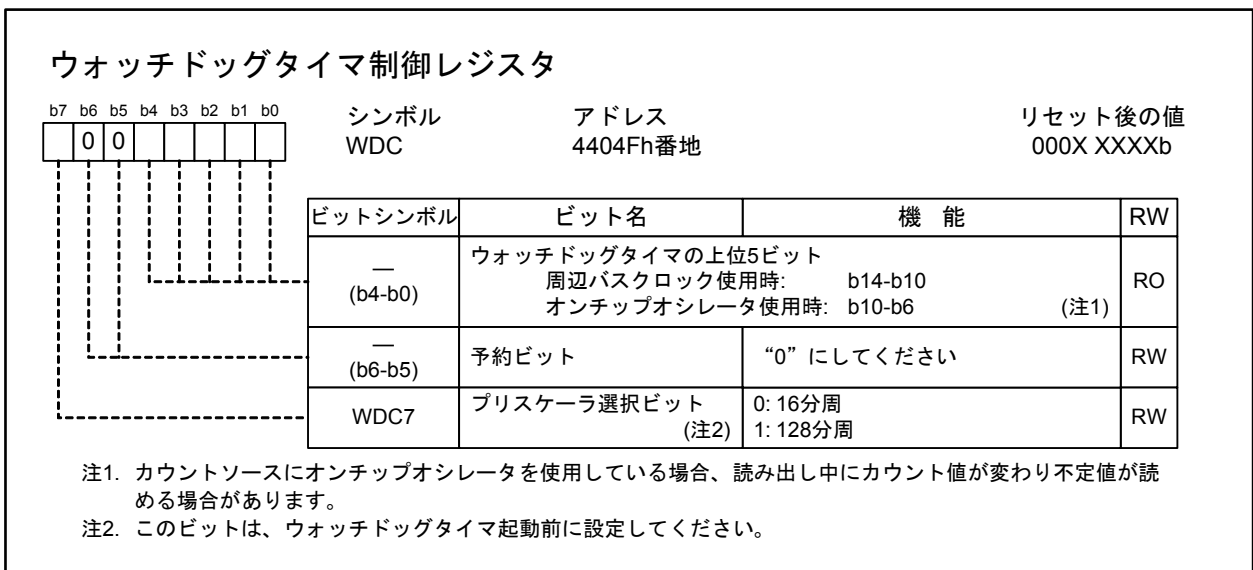 ウォッチドッグタイマ制御レジスタ
b7 b6 b5 b4 b3 b2 b1 b0
0 0
シンボル アドレス リセット後の値
WDC 4404Fh番地 000X XXXXb
ビットシンボル ビット名 機 能 RW
— (b4-b0)
ウォッチドッグタイマの上位5ビット
周辺バスクロック使用時: b14-b10
オンチップオシレータ使用時: b10-b6 (注1)
RO
— (b6-b5)
予約ビット “0”にしてください RW
WDC7
プリスケーラ選択ビット (注2)
0: 16分周
1: 128分周
RW
注1. カウントソースにオンチップオシレータを使用している場合、読み出し中にカウント値が変わり不定値が読
める場合があります。
注2. このビットは、ウォッチドッグタイマ起動前に設定してください。